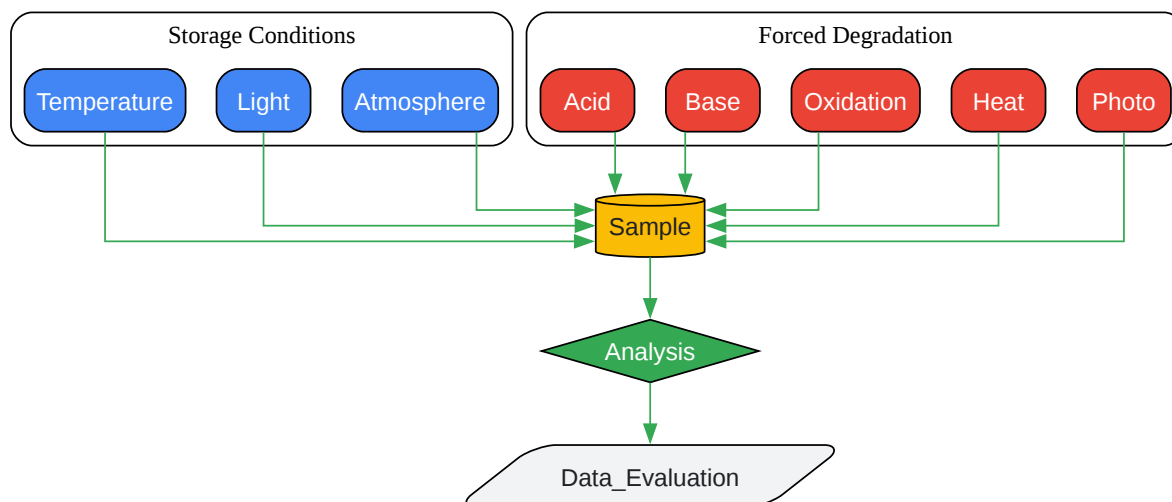 Storage Conditions
Forced Degradation
Temperature
Light
Atmosphere
Acid
Base
Oxidation
Heat
Photo
Sample
Analysis
Data_Evaluation